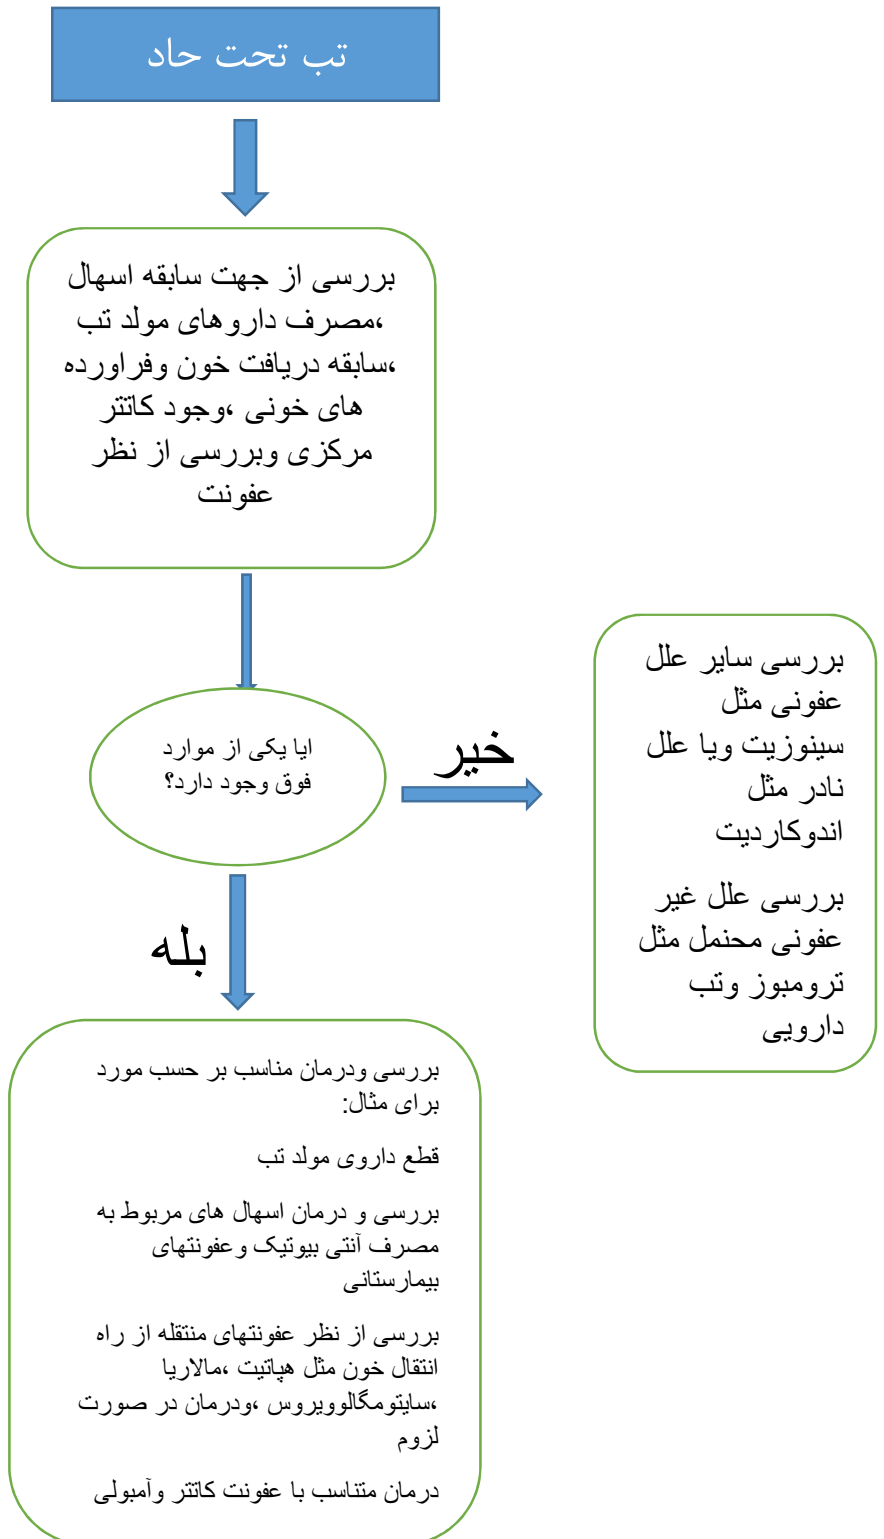 تب تحت حاد
بررسی از جهت سابقه اسهال
،مصرف داروهای مولد تب
،سابقه دریافت خون وفراورده
های خونی ،وجود کاتتر
مرکزی وبررسی از نظر
عفونت
ایا یکی از موارد
فوق وجود دارد؟
خیر
بررسی سایر علل
عفونی مثل
سینوزیت ویا علل
نادر مثل
اندوکاردیت
بررسی علل غیر
عفونی محنمل مثل
ترومبوز وتب
دارویی
بله
بررسی ودرمان مناسب بر حسب مورد
برای مثال:
قطع داروی مولد تب
بررسی و درمان اسهال های مربوط به
مصرف آنتی بیوتیک وعفونتهای
بیمارستانی
بررسی از نظر عفونتهای منتقله از راه
انتقال خون مثل هپاتیت ،مالاریا
،سایتومگالوویروس ،ودرمان در صورت
لزوم
درمان متناسب با عفونت کاتتر وآمبولی